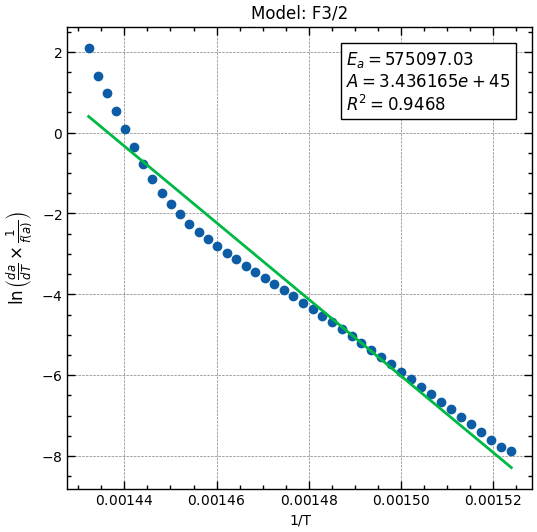 Model: F3/2
E_a = 575097.03
A = 3.436165e + 45
R^2 = 0.9468
ln(da/dT × 1/f(a))
2
0
−2
−4
−6
−8
0.00144 0.00146 0.00148 0.00150 0.00152
1/T